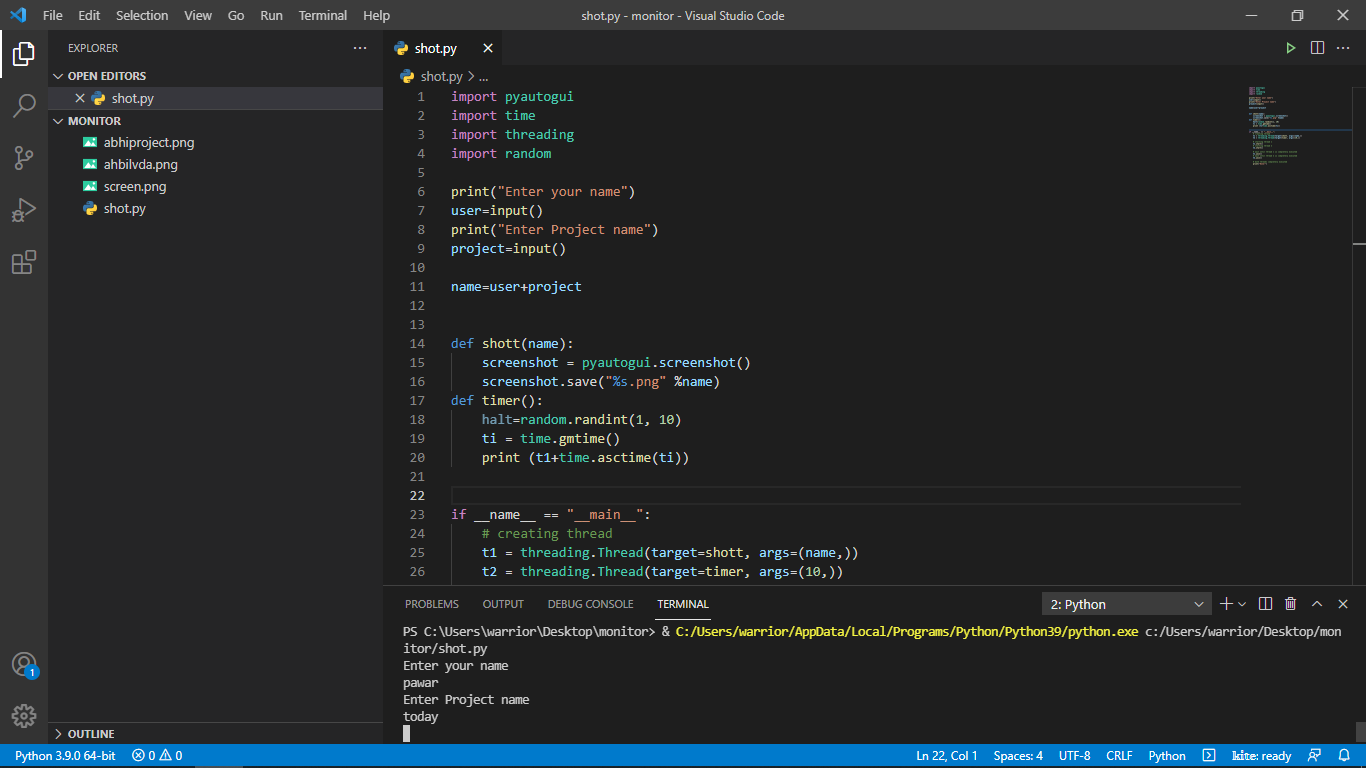 File Edit Selection View Go Run Terminal Help
shot.py - monitor - Visual Studio Code
EXPLORER
OPEN EDITORS
shot.py
MONITOR
abhiproject.png
ahbilvda.png
screen.png
shot.py
OUTLINE
shot.py
shot.py > ...
1 import pyautogui
2 import time
3 import threading
4 import random
5
6 print("Enter your name")
7 user=input()
8 print("Enter Project name")
9 project=input()
10
11 name=user+project
12
13
14 def shott(name):
15 screenshot = pyautogui.screenshot()
16 screenshot.save("%s.png" %name)
17 def timer():
18 halt=random.randint(1, 10)
19 ti = time.gmtime()
20 print (t1+time.asctime(ti))
21
22
23 if __name__ == "__main__":
24 # creating thread
25 t1 = threading.Thread(target=shott, args=(name,))
26 t2 = threading.Thread(target=timer, args=(10,))
PROBLEMS OUTPUT DEBUG CONSOLE TERMINAL
2: Python
PS C:\Users\warrior\Desktop\monitor> & C:/Users/warrior/AppData/Local/Programs/Python/Python39/python.exe c:/Users/warrior/Desktop/mon
itor/shot.py
Enter your name
pawar
Enter Project name
today
1
Python 3.9.0 64-bit 0 0 Ln 22, Col 1 Spaces: 4 UTF-8 CRLF Python kite: ready